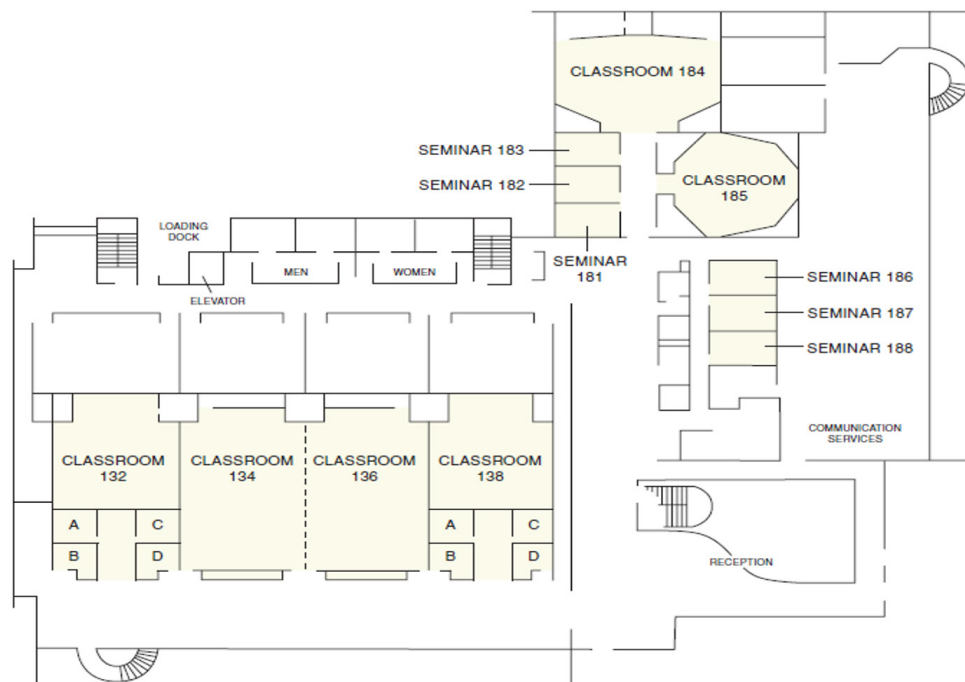 CLASSROOM 184
SEMINAR 183
SEMINAR 182
CLASSROOM
185
LOADING
DOCK
MEN
WOMEN
SEMINAR
181
ELEVATOR
SEMINAR 186
SEMINAR 187
SEMINAR 188
COMMUNICATION
SERVICES
CLASSROOM
132
CLASSROOM
134
CLASSROOM
136
CLASSROOM
138
A
C
B
D
A
C
B
D
RECEPTION